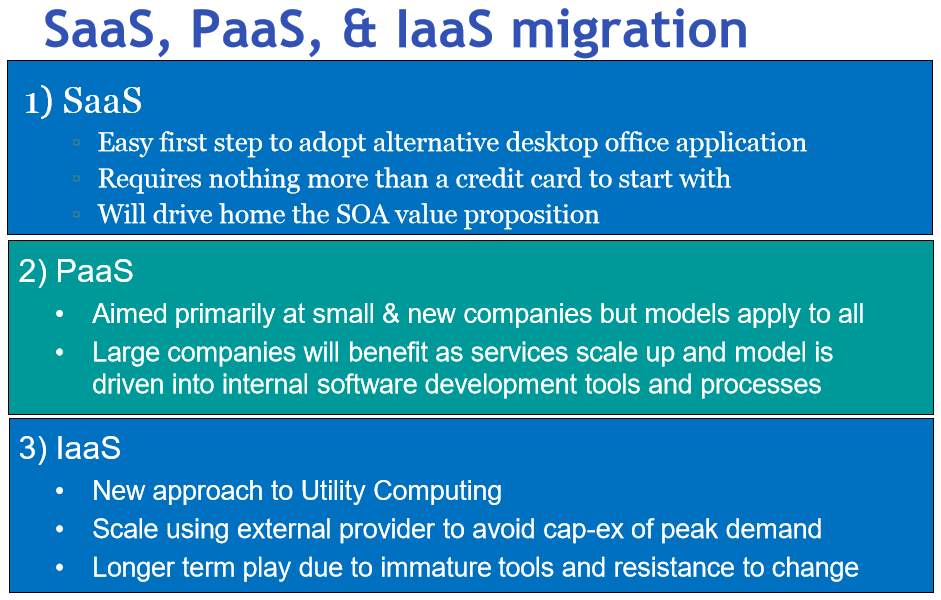 SaaS, PaaS, & IaaS migration
1) SaaS
▫ Easy first step to adopt alternative desktop office application
▫ Requires nothing more than a credit card to start with
▫ Will drive home the SOA value proposition
2) PaaS
• Aimed primarily at small & new companies but models apply to all
• Large companies will benefit as services scale up and model is
driven into internal software development tools and processes
3) IaaS
• New approach to Utility Computing
• Scale using external provider to avoid cap-ex of peak demand
• Longer term play due to immature tools and resistance to change